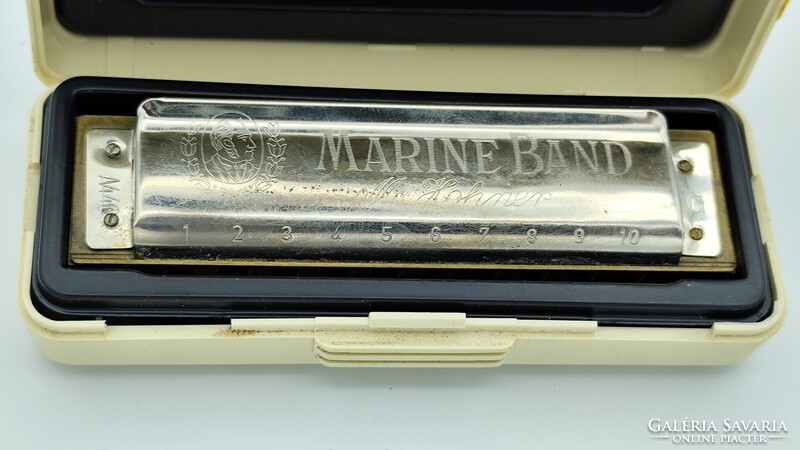 MARINE BAND
M. Hohner
1 2 3 4 5 6 7 8 9 10
GALÉRIA SAVARIA
ONLINE PIACTÉR